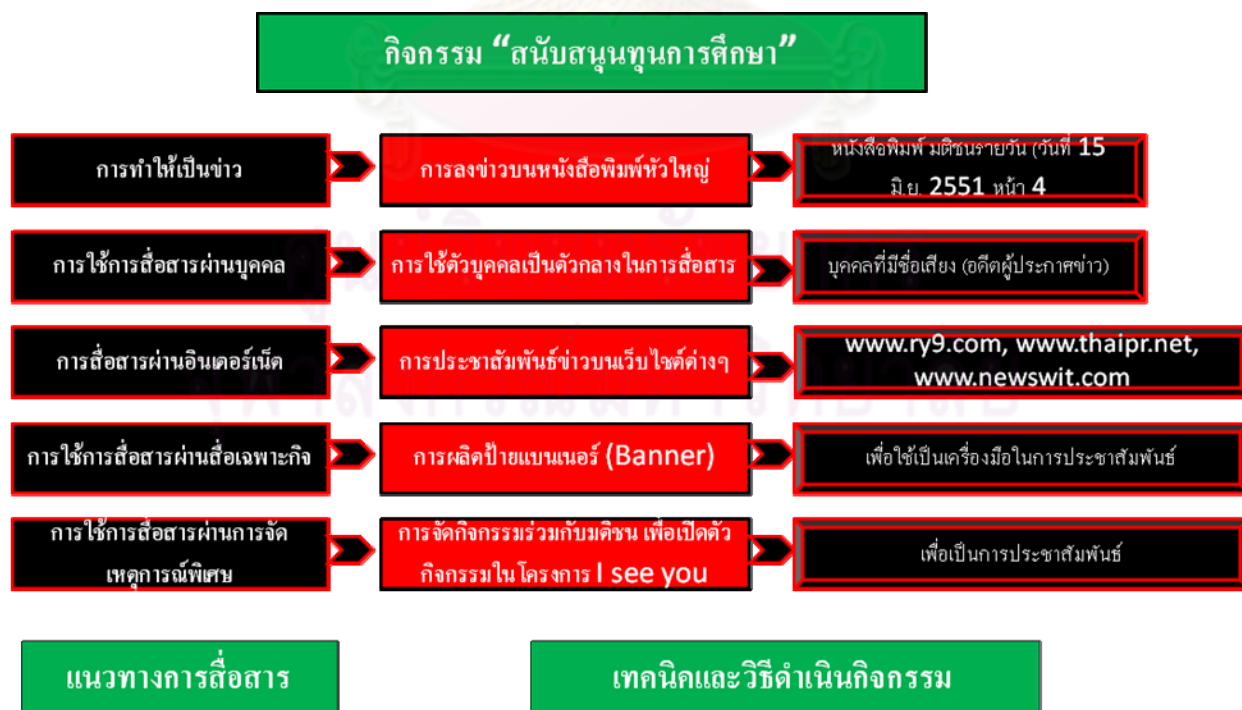 กิจกรรม “สนับสนุนทุนการศึกษา”
การทำให้เป็นข่าว
การลงข่าวบนหนังสือพิมพ์หัวใหญ่
หนังสือพิมพ์ มติชนรายวัน (วันที่ 15
มิ.ย. 2551 หน้า 4
การใช้การสื่อสารผ่านบุคคล
การใช้ตัวบุคคลเป็นตัวกลางในการสื่อสาร
บุคคลที่มีชื่อเสียง (อดีตผู้ประกาศข่าว)
การสื่อสารผ่านอินเตอร์เน็ต
การประชาสัมพันธ์ข่าวบนเว็บไซต์ต่างๆ
www.ry9.com, www.thaipr.net,
www.newswit.com
การใช้การสื่อสารผ่านสื่อเฉพาะกิจ
การผลิตป้ายแบนเนอร์ (Banner)
เพื่อใช้เป็นเครื่องมือในการประชาสัมพันธ์
การใช้การสื่อสารผ่านการจัด
เหตุการณ์พิเศษ
การจัดกิจกรรมร่วมกับมติชน เพื่อเปิดตัว
กิจกรรมในโครงการ I see you
เพื่อเป็นการประชาสัมพันธ์
แนวทางการสื่อสาร
เทคนิคและวิธีดำเนินกิจกรรม